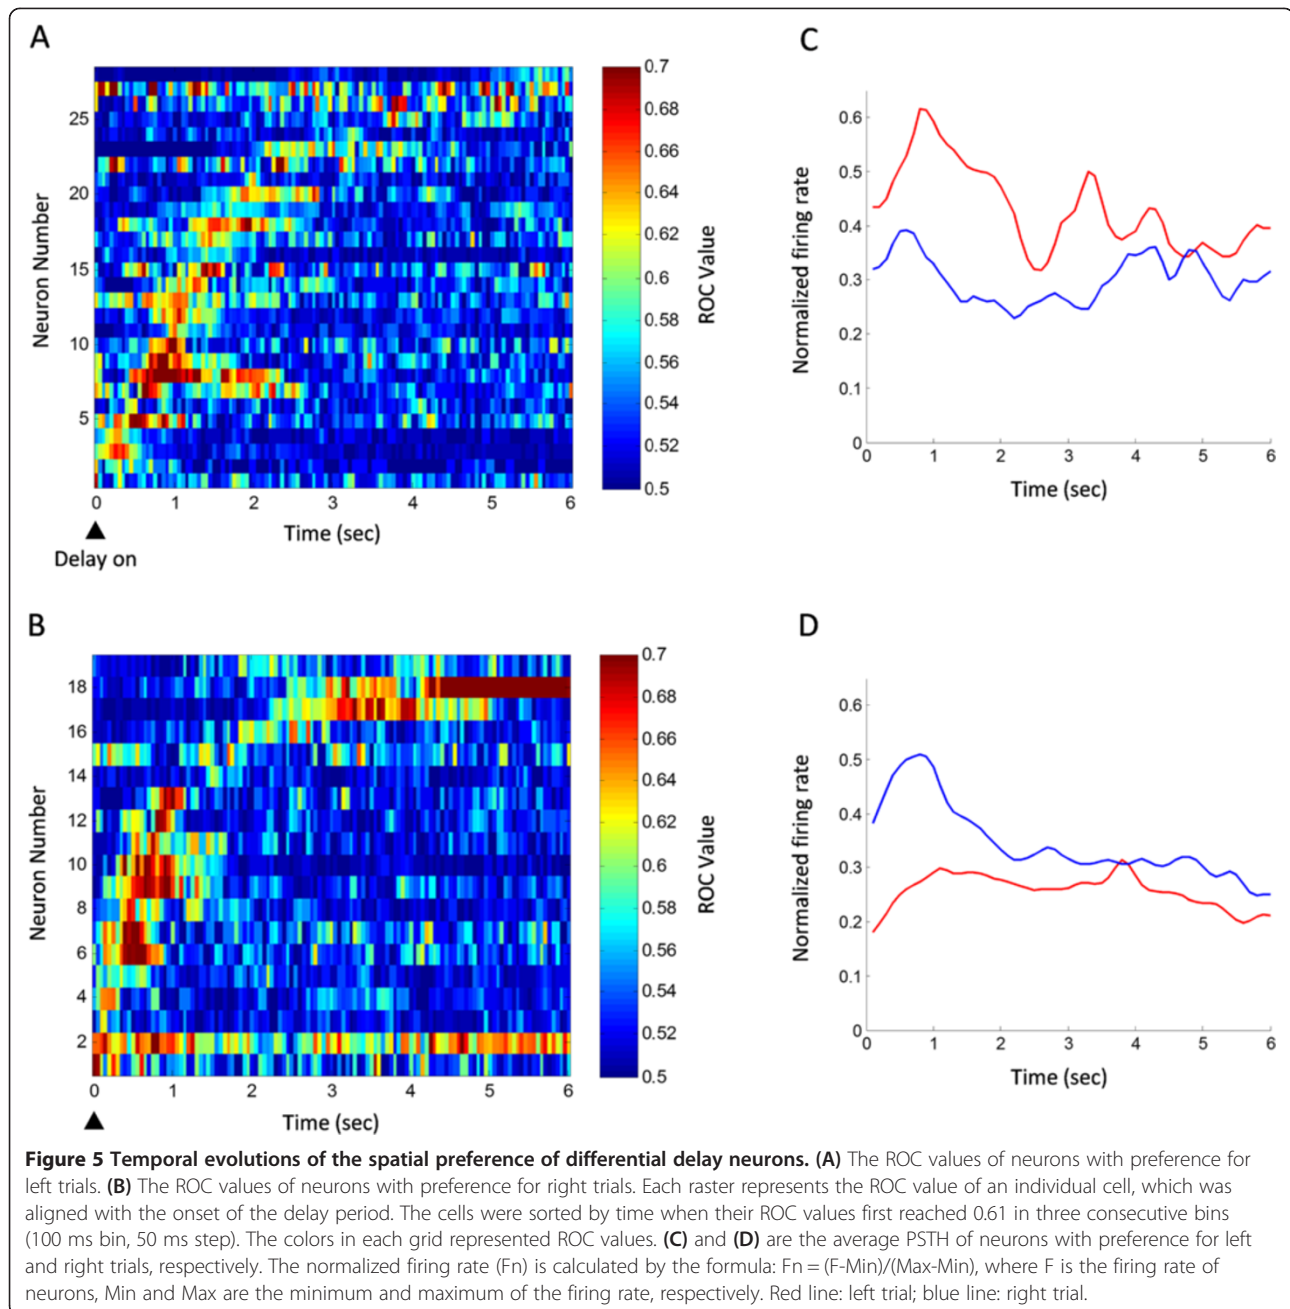 A
25
20
15
10
5
Neuron Number
0 1 2 3 4 5 6
Time (sec)
Delay on
0.7
0.68
0.66
0.64
0.62
0.6
0.58
0.56
0.54
0.52
0.5
ROC Value
C
0.6
0.5
0.4
0.3
0.2
0.1
0
Normalized firing rate
0 1 2 3 4 5 6
Time (sec)
B
18
16
14
12
10
8
6
4
2
Neuron Number
0 1 2 3 4 5 6
Time (sec)
0.7
0.68
0.66
0.64
0.62
0.6
0.58
0.56
0.54
0.52
0.5
ROC Value
D
0.6
0.5
0.4
0.3
0.2
0.1
0
Normalized firing rate
0 1 2 3 4 5 6
Time (sec)
Figure 5 Temporal evolutions of the spatial preference of differential delay neurons. (A) The ROC values of neurons with preference for
left trials. (B) The ROC values of neurons with preference for right trials. Each raster represents the ROC value of an individual cell, which was
aligned with the onset of the delay period. The cells were sorted by time when their ROC values first reached 0.61 in three consecutive bins
(100 ms bin, 50 ms step). The colors in each grid represented ROC values. (C) and (D) are the average PSTH of neurons with preference for left
and right trials, respectively. The normalized firing rate (Fn) is calculated by the formula: Fn = (F-Min)/(Max-Min), where F is the firing rate of
neurons, Min and Max are the minimum and maximum of the firing rate, respectively. Red line: left trial; blue line: right trial.